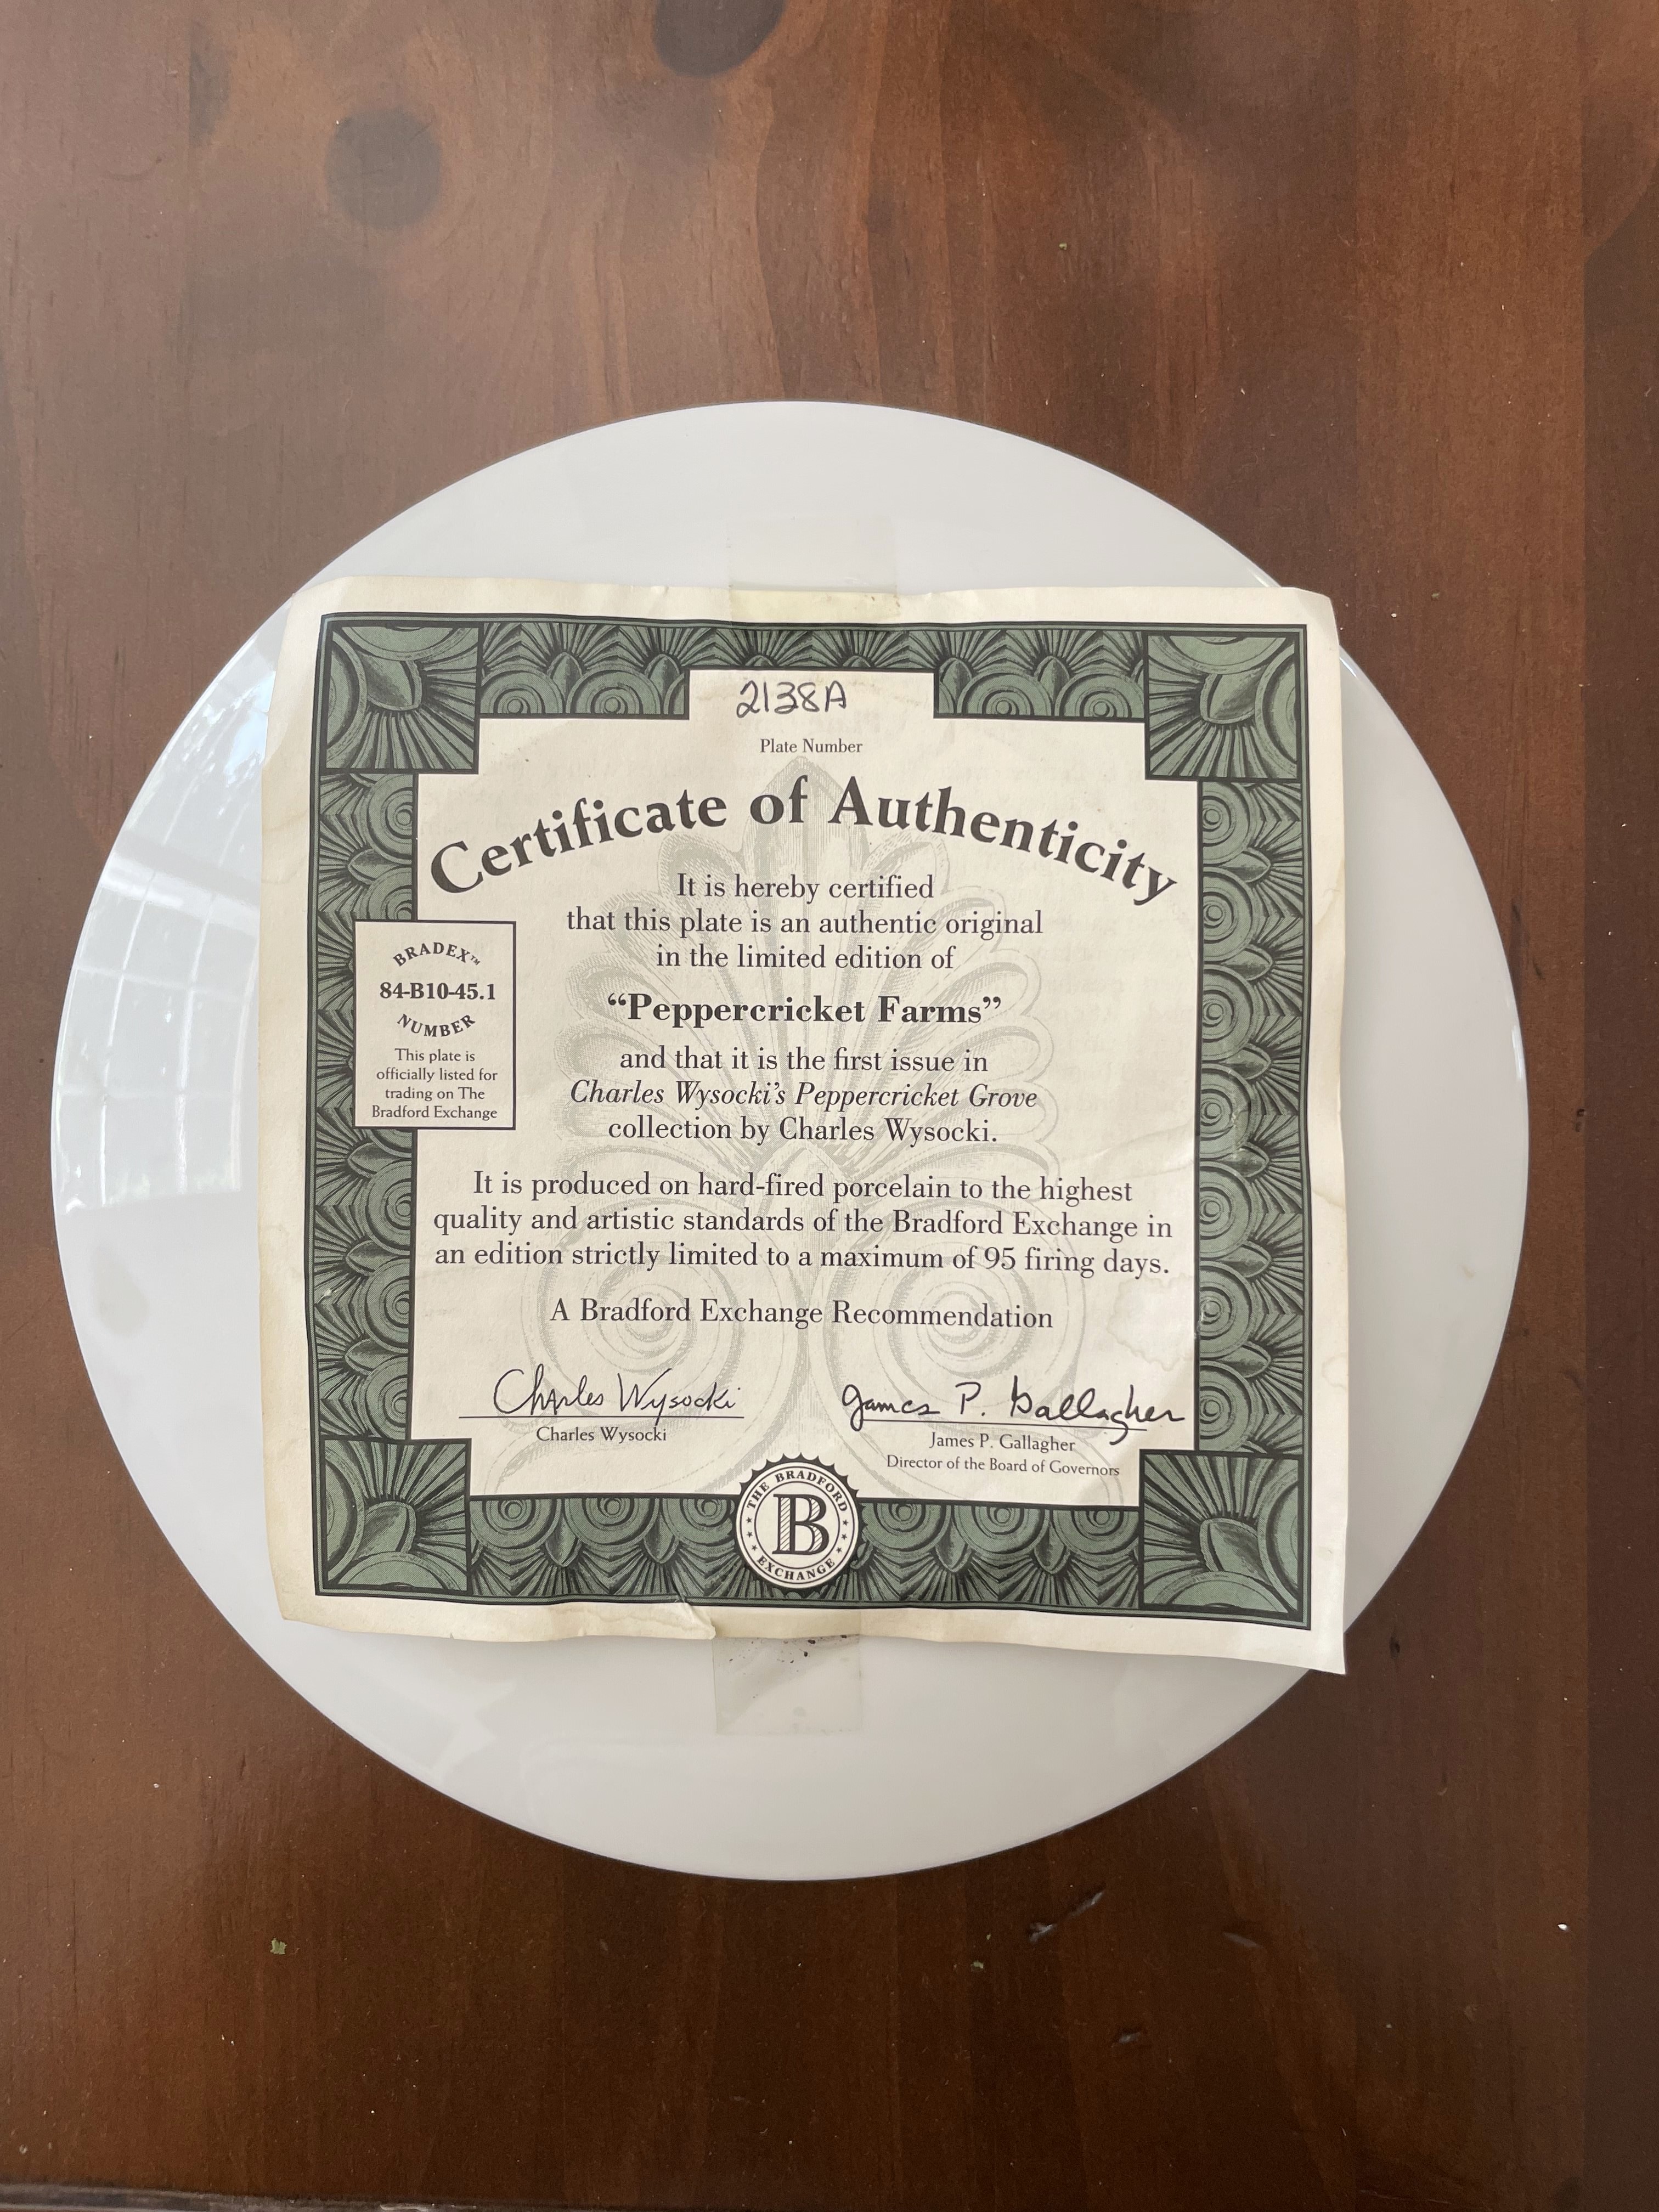 2138A
Plate Number
Certificate of Authenticity
It is hereby certified
that this plate is an authentic original
in the limited edition of
“Peppercricket Farms”
and that it is the first issue in
Charles Wysocki’s Peppercricket Grove
collection by Charles Wysocki.
BRADEX™
84-B10-45.1
NUMBER
This plate is
officially listed for
trading on The
Bradford Exchange
It is produced on hard-fired porcelain to the highest
quality and artistic standards of the Bradford Exchange in
an edition strictly limited to a maximum of 95 firing days.
A Bradford Exchange Recommendation
Charles Wysocki
Charles Wysocki
James P. Gallagher
James P. Gallagher
Director of the Board of Governors
THE BRADFORD
B
EXCHANGE